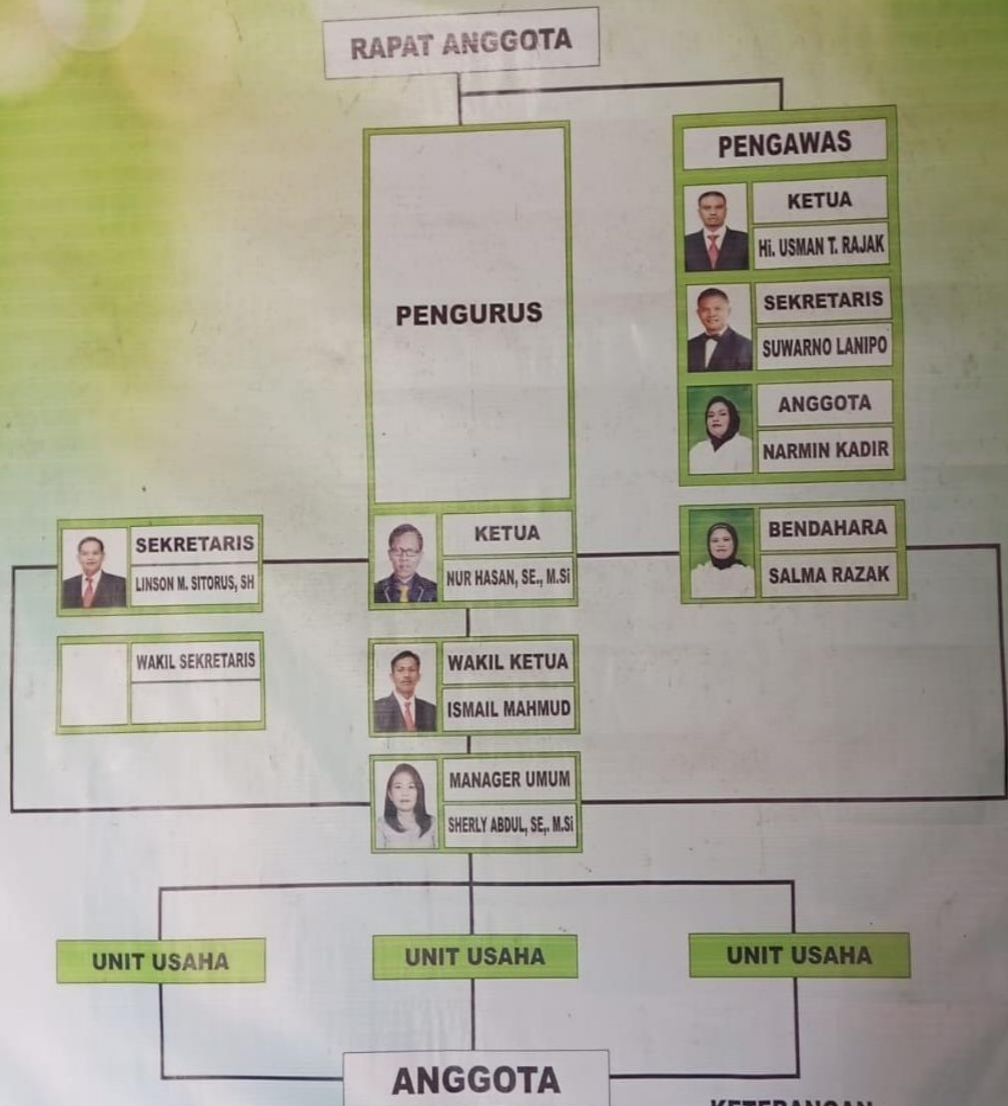 RAPAT ANGGOTA
PENGAWAS
KETUA
Hi. USMAN T. RAJAK
SEKRETARIS
SUWARNO LANIPO
ANGGOTA
NARMIN KADIR
PENGURUS
SEKRETARIS
LINSON M. SITORUS, SH
KETUA
NUR HASAN, SE., M.Si
BENDAHARA
SALMA RAZAK
WAKIL SEKRETARIS
WAKIL KETUA
ISMAIL MAHMUD
MANAGER UMUM
SHERLY ABDUL, SE,. M.Si
UNIT USAHA
UNIT USAHA
UNIT USAHA
ANGGOTA
KETERANGAN